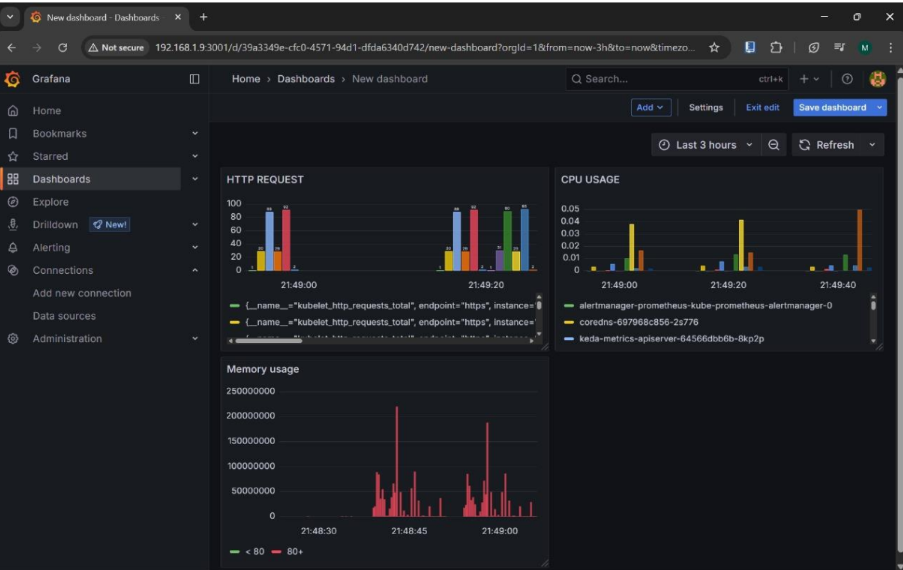 New dashboard - Dashboards
Not secure 192.168.1.9:3001/d/39a3349e-cfc0-4571-94d1-dfda6340d742/new-dashboard?orgId=1&from=now-3h&to=now&timezo...
M
Grafana
Home › Dashboards › New dashboard
Search...
ctrl+k
Home
Bookmarks
Starred
Dashboards
Explore
Drilldown New!
Alerting
Connections
Add new connection
Data sources
Administration
Add Settings Exit edit Save dashboard
Last 3 hours Refresh
HTTP REQUEST
100
80
60
40
20
0
21:49:00 21:49:20
{__name__="kubelet_http_requests_total", endpoint="https", instance=
{__name__="kubelet_http_requests_total", endpoint="https", instance=
CPU USAGE
0.05
0.04
0.03
0.02
0.01
0
21:49:00 21:49:20 21:49:40
alertmanager-prometheus-kube-prometheus-alertmanager-0
coredns-697968c856-2s776
keda-metrics-apiserver-64566dbb6b-8kp2p
Memory usage
250000000
200000000
150000000
100000000
50000000
0
21:48:30 21:48:45 21:49:00
< 80 80+